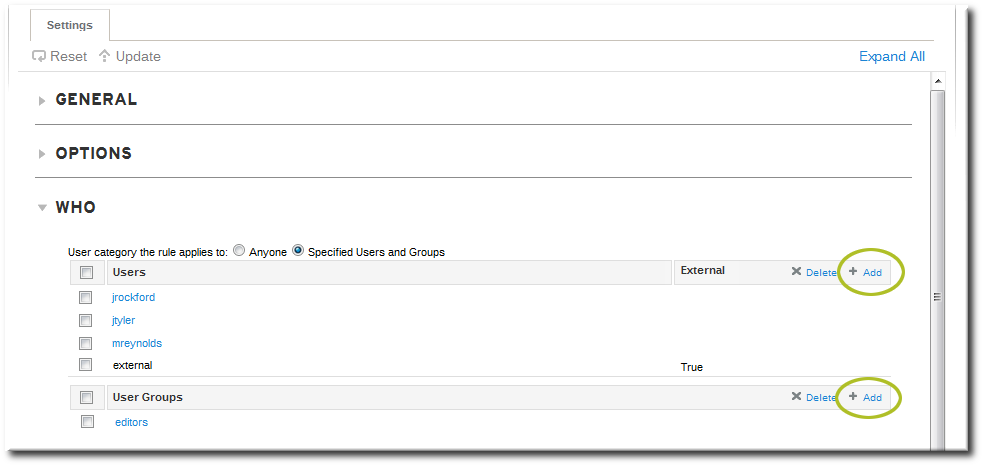 Settings
Reset Update Expand All
GENERAL
OPTIONS
WHO
User category the rule applies to: Anyone Specified Users and Groups
Users External Delete Add
jrockford
jtyler
mreynolds
external True
User Groups Delete Add
editors